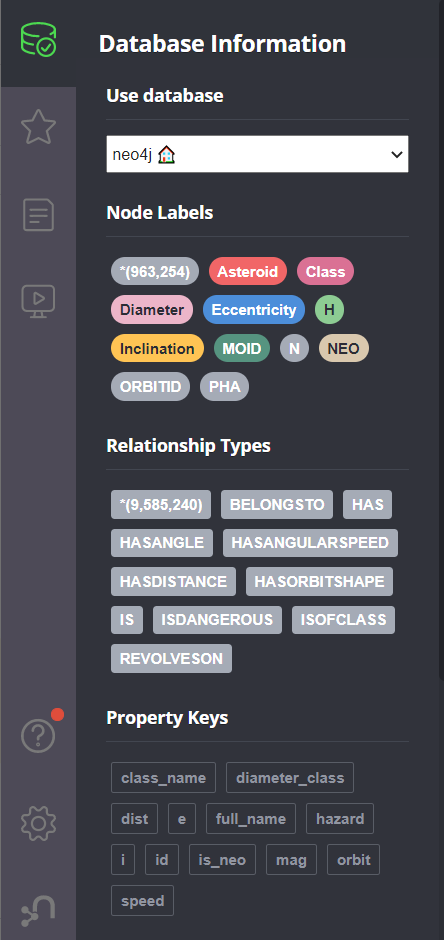 Database Information
Use database
neo4j
Node Labels
*(963,254) Asteroid Class
Diameter Eccentricity H
Inclination MOID N NEO
ORBITID PHA
Relationship Types
*(9,585,240) BELONGSTO HAS
HASANGLE HASANGULARSPEED
HASDISTANCE HASORBITSHAPE
IS ISDANGEROUS ISOFCLASS
REVOLVESON
Property Keys
class_name diameter_class
dist e full_name hazard
i id is_neo mag orbit
speed